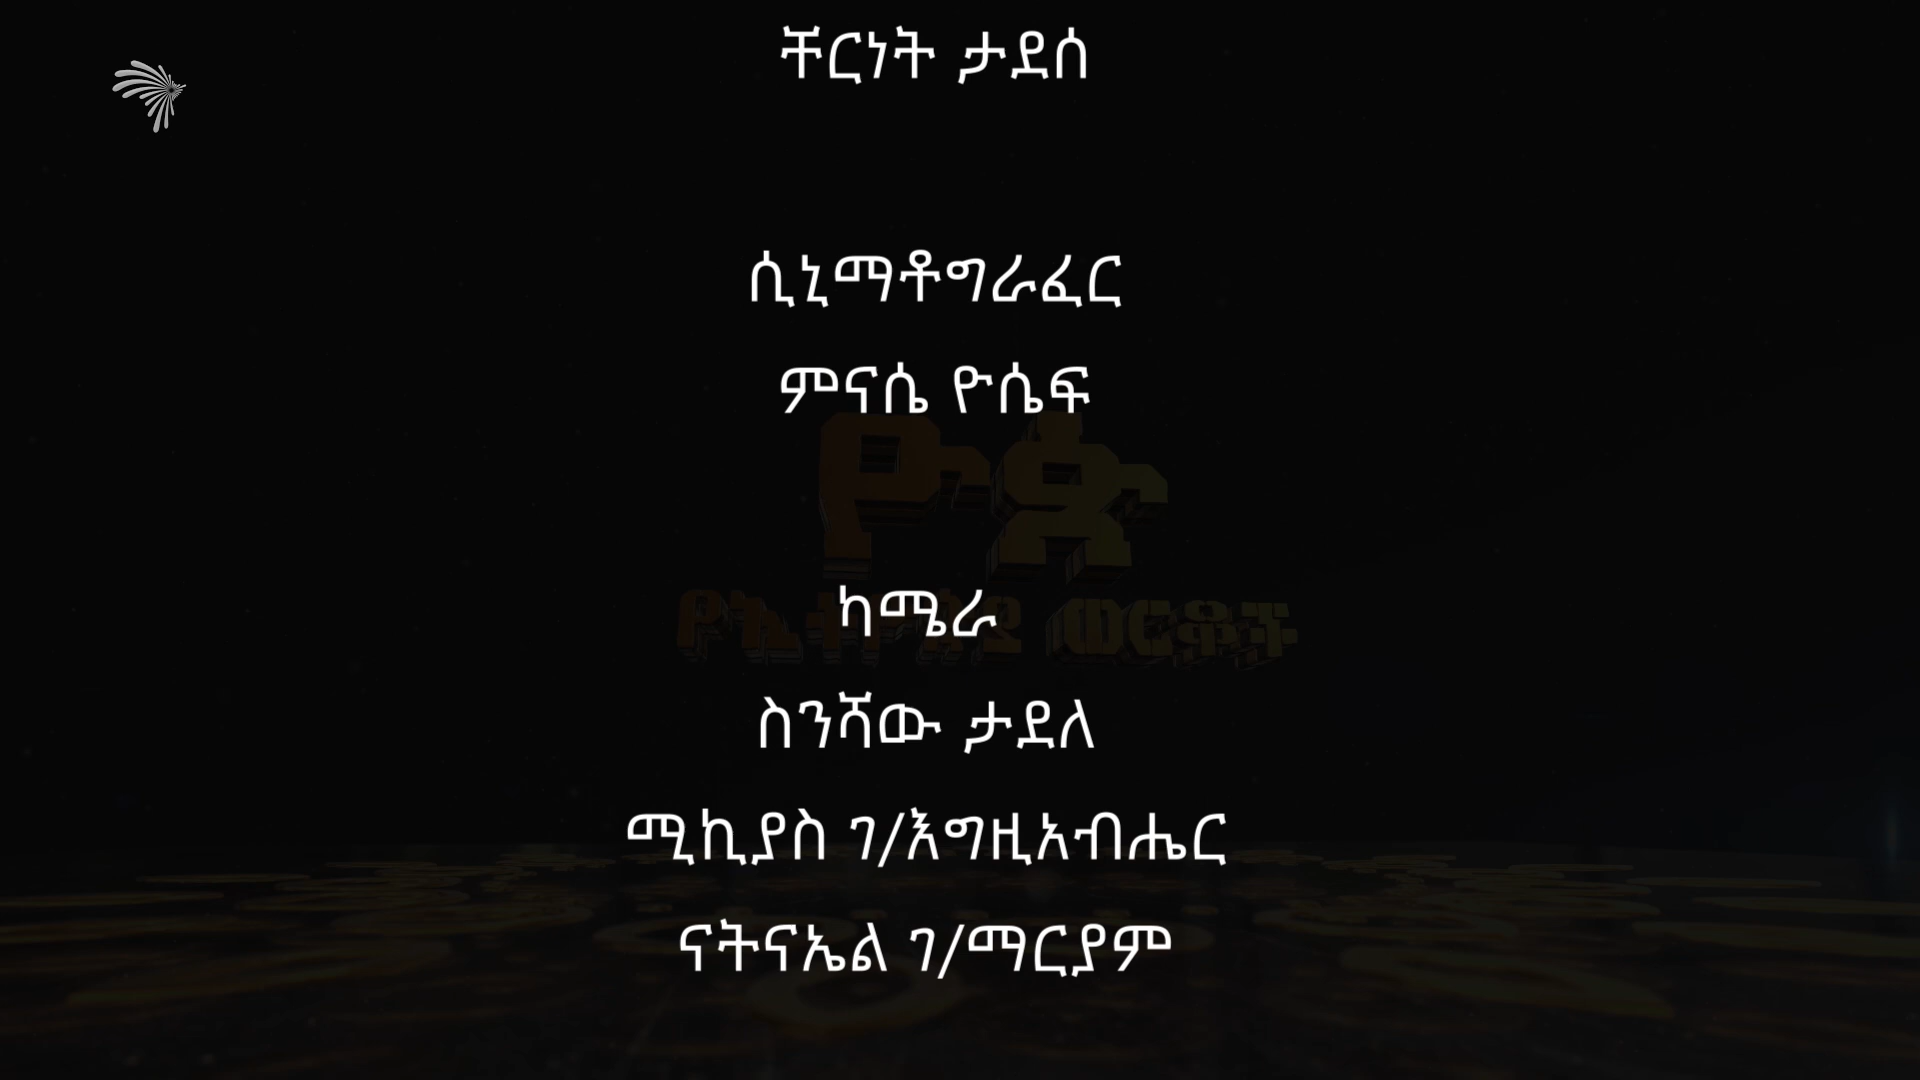 ቸርነት ታደሰ
ሲኒማቶግራፈር
ምናሴ ዮሴፍ
ካሜራ
ስንሻው ታደለ
ሚኪያስ ገ/እግዚአብሔር
ናትናኤል ገ/ማርያም